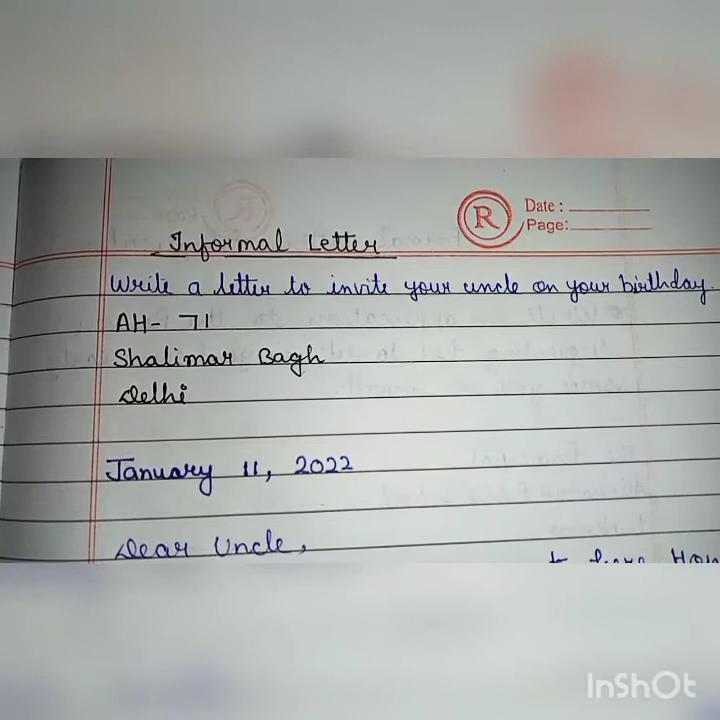 R
Date:
Page:
Informal Letter
Write a letter to invite your uncle on your birthday.
AH- 71
Shalimar Bagh
Delhi
January 11, 2022
Dear Uncle,
InShOt